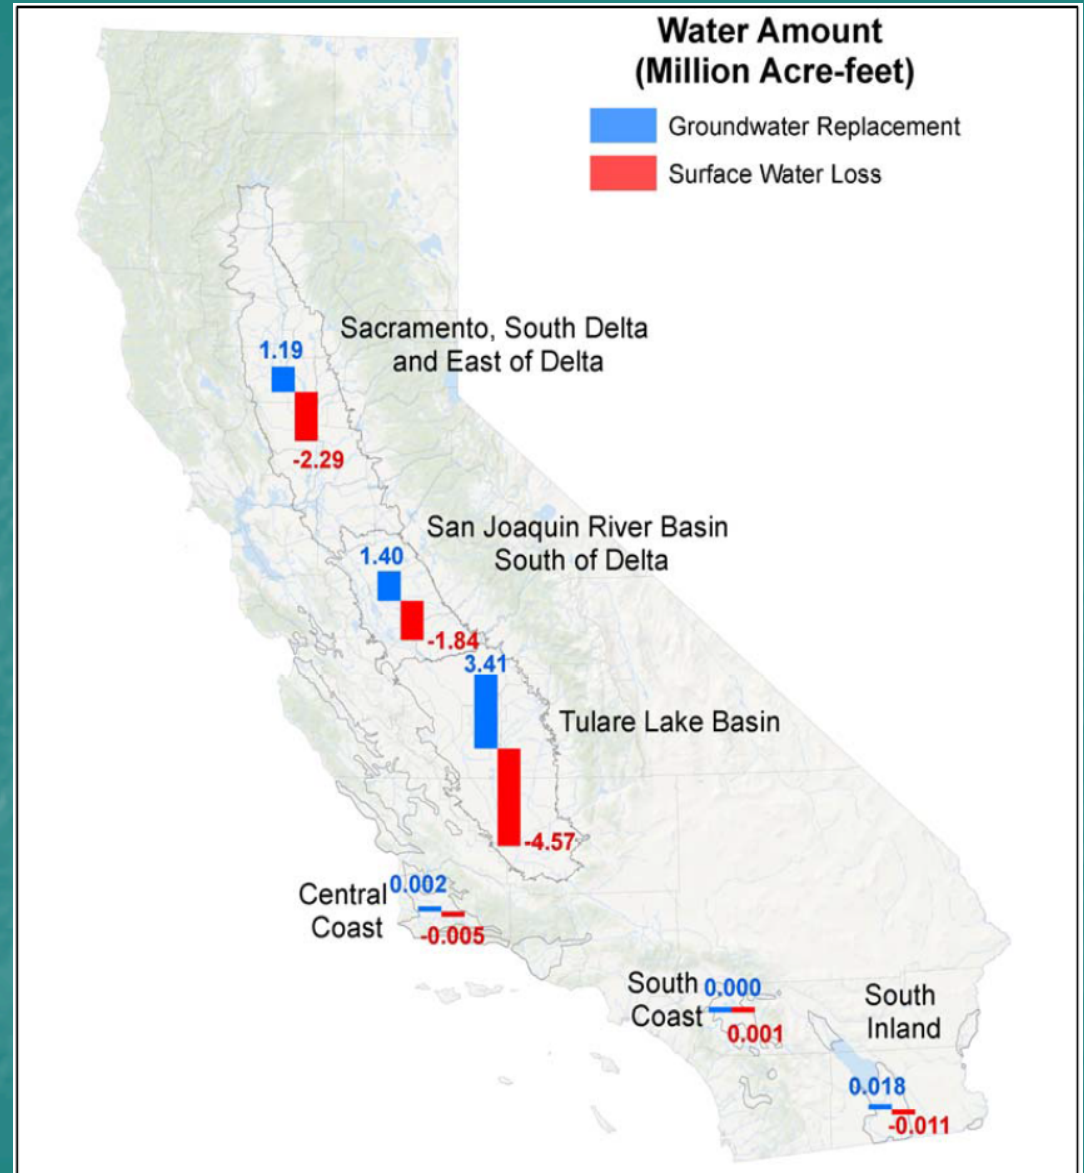 Water Amount
(Million Acre-feet)
Groundwater Replacement
Surface Water Loss
Sacramento, South Delta
and East of Delta
1.19
-2.29
San Joaquin River Basin
South of Delta
1.40
-1.84
3.41
Tulare Lake Basin
-4.57
Central
Coast
0.002
-0.005
South
Coast
0.000
0.001
South
Inland
0.018
-0.011